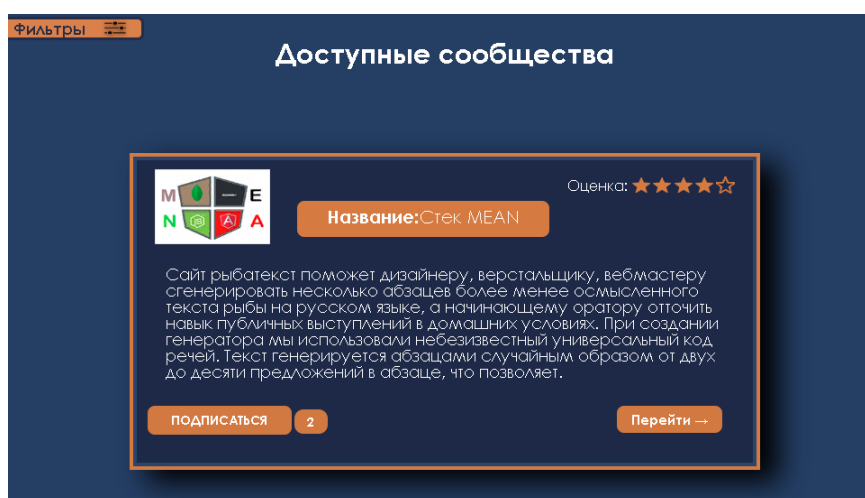 Фильтры
Доступные сообщества
M E
N A
Оценка:
Название:Стек MEAN
Сайт рыбатекст поможет дизайнеру, верстальщику, вебмастеру
сгенерировать несколько абзацев более менее осмысленного
текста рыбы на русском языке, а начинающему оратору отточить
навык публичных выступлений в домашних условиях. При создании
генератора мы использовали небезизвестный универсальный код
речей. Текст генерируется абзацами случайным образом от двух
до десяти предложений в абзаце, что позволяет.
ПОДПИСАТЬСЯ 2
Перейти →